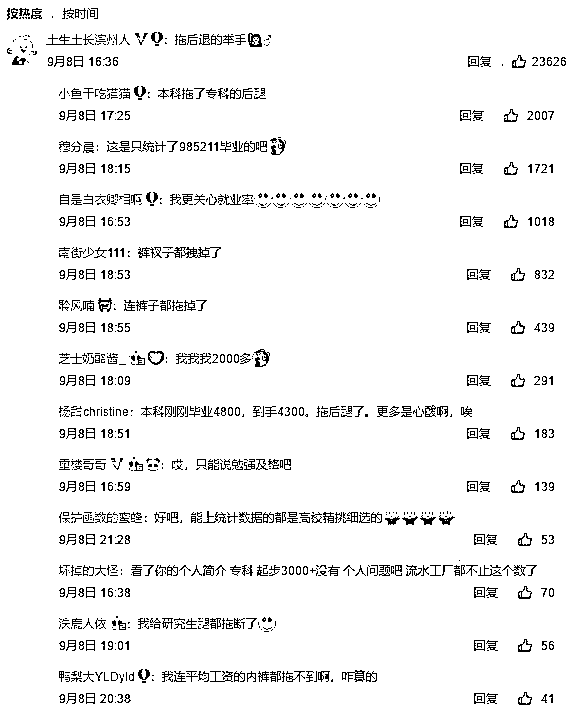 按热度 . 按时间
土生土长滨州人：拖后退的举手
9月8日 16:36 回复 . 23626
小鱼干吃猫猫：本科拖了专科的后腿
9月8日 17:25 回复 2007
穆分晨：这是只统计了985211毕业的吧
9月8日 18:15 回复 1721
自是白衣卿相啊：我更关心就业率
9月8日 16:53 回复 1018
南街少女111：裤衩子都拽掉了
9月8日 18:53 回复 832
聆风喃：连裤子都拖掉了
9月8日 18:55 回复 439
芝士奶酪酱_：我我我2000多
9月8日 18:09 回复 291
杨甜christine：本科刚刚毕业4800，到手4300。拖后腿了。更多是心酸啊，唉
9月8日 18:51 回复 183
重楼哥哥：哎，只能说勉强及格吧
9月8日 16:59 回复 139
保护函数的蜜蜂：好吧，能上统计数据的都是高校精挑细选的
9月8日 21:28 回复 53
坏掉的大怪：看了你的个人简介 专科 起步3000+没有 个人问题吧 流水工厂都不止这个数了
9月8日 16:38 回复 70
鹿人依：我给研究生腿都拖断了
9月8日 19:01 回复 56
鸭梨大YLDyld：我连平均工资的内裤都拖不到啊，咋算的
9月8日 20:38 回复 41